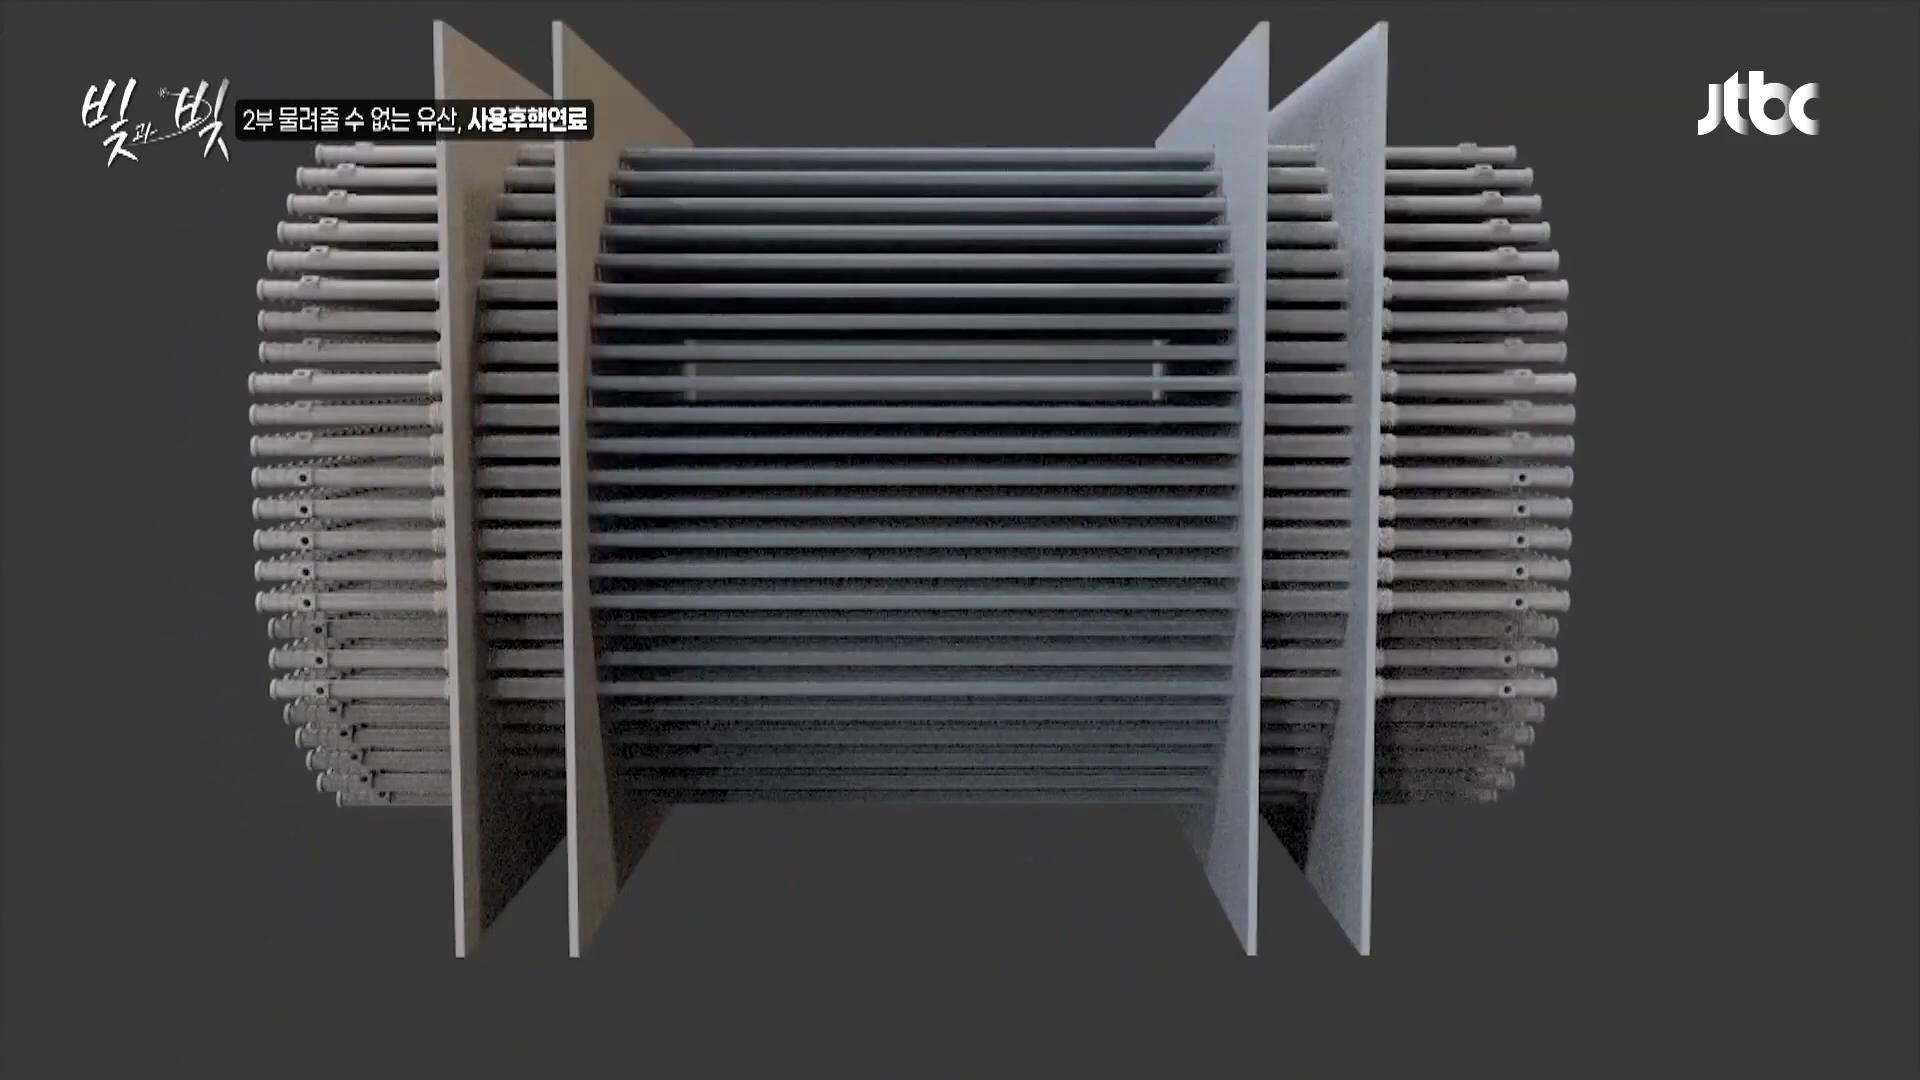 빛과 빚
2부 물려줄 수 없는 유산, 사용후핵연료
jtbc